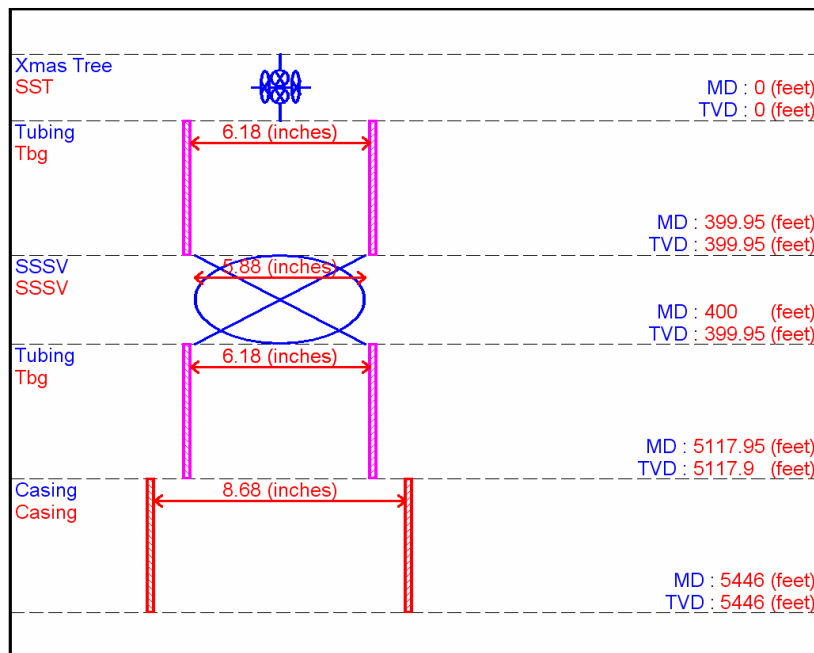 Xmas Tree
SST
MD : 0 (feet)
TVD : 0 (feet)
Tubing
Tbg
6.18 (inches)
MD : 399.95 (feet)
TVD : 399.95 (feet)
SSSV
SSSV
5.88 (inches)
MD : 400 (feet)
TVD : 399.95 (feet)
Tubing
Tbg
6.18 (inches)
MD : 5117.95 (feet)
TVD : 5117.9 (feet)
Casing
Casing
8.68 (inches)
MD : 5446 (feet)
TVD : 5446 (feet)